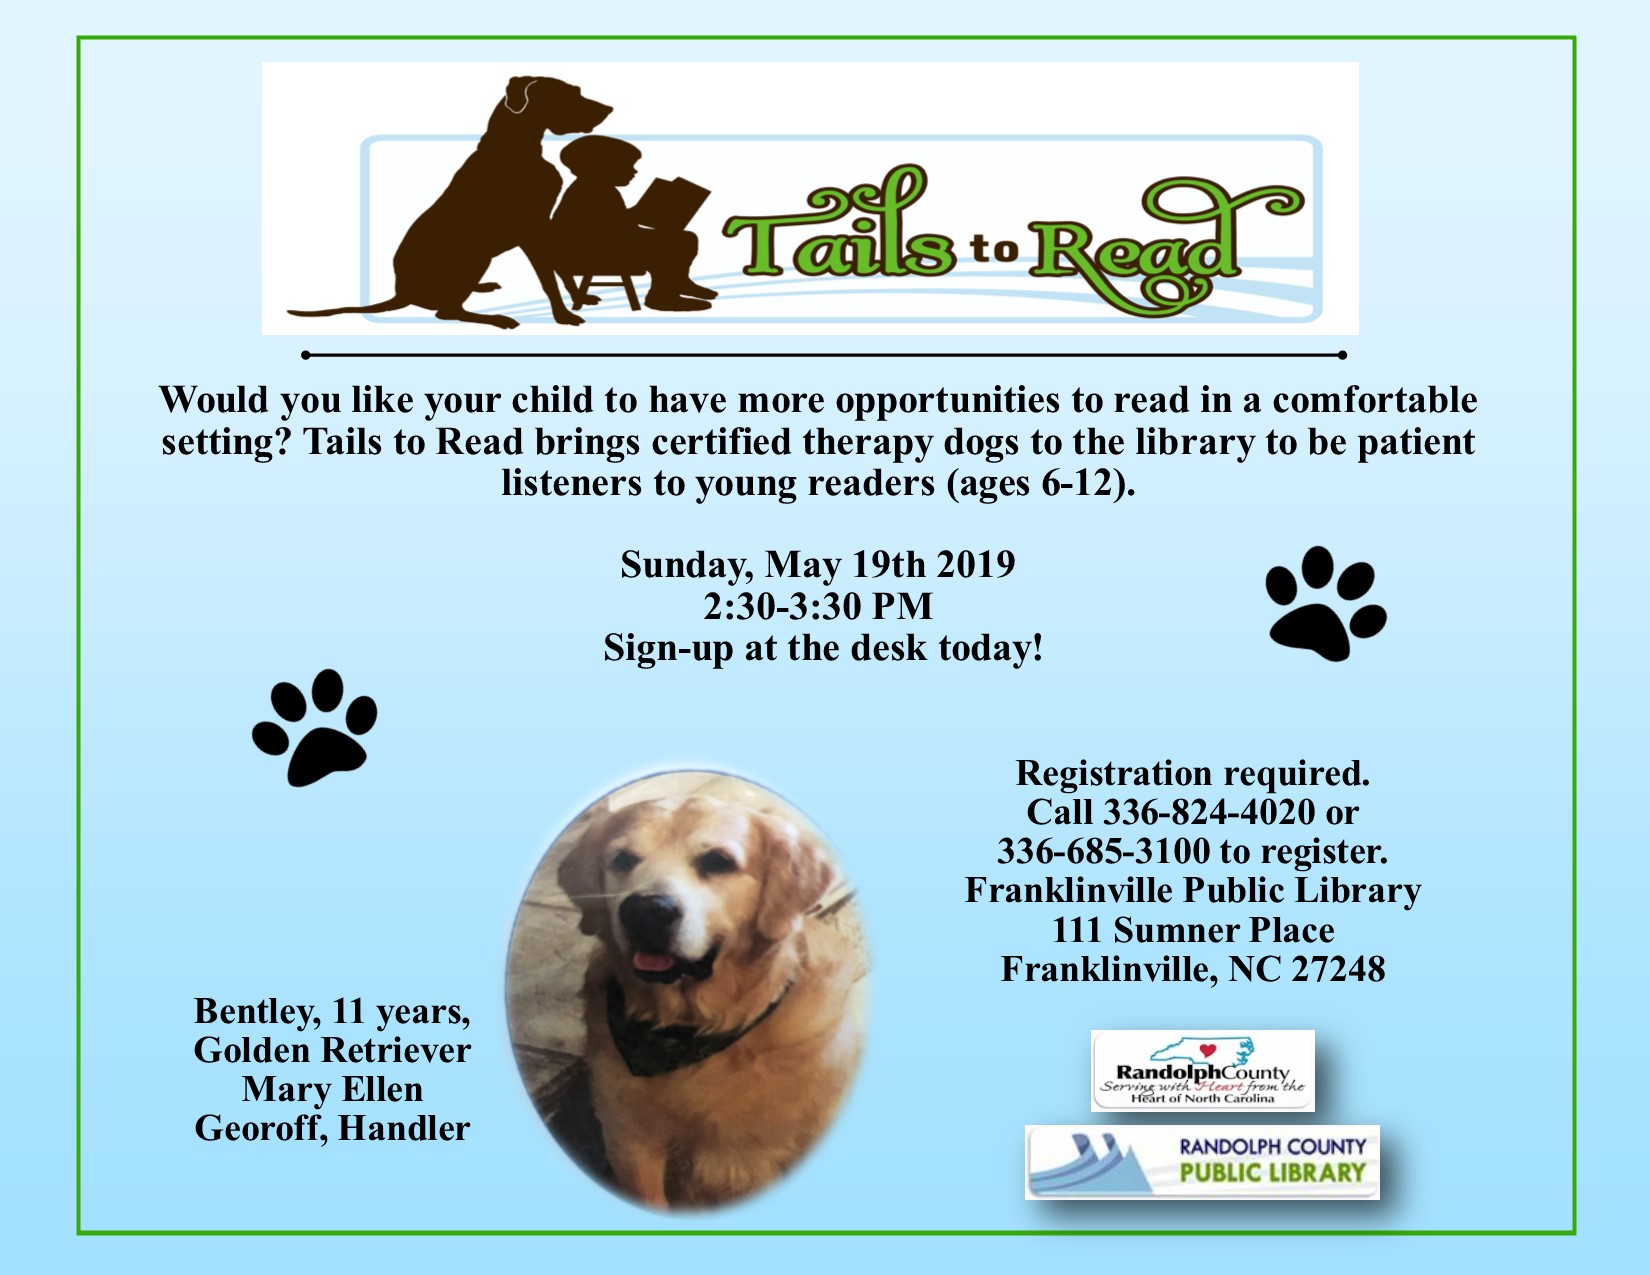 Tails to Read
Would you like your child to have more opportunities to read in a comfortable
setting? Tails to Read brings certified therapy dogs to the library to be patient
listeners to young readers (ages 6-12).
Sunday, May 19th 2019
2:30-3:30 PM
Sign-up at the desk today!
Registration required.
Call 336-824-4020 or
336-685-3100 to register.
Franklinville Public Library
111 Sumner Place
Franklinville, NC 27248
Bentley, 11 years,
Golden Retriever
Mary Ellen
Georoff, Handler
RandolphCounty
Serving with Heart from the
Heart of North Carolina
RANDOLPH COUNTY
PUBLIC LIBRARY